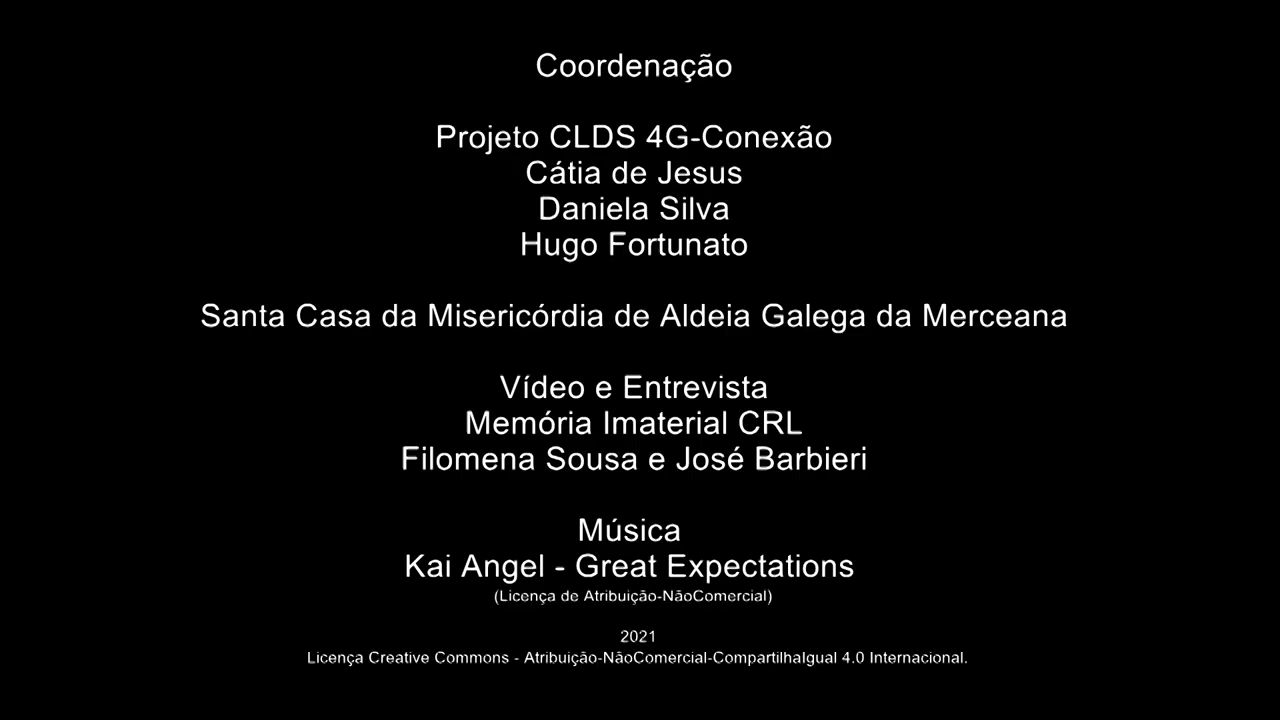 Coordenação
Projeto CLDS 4G-Conexão
Cátia de Jesus
Daniela Silva
Hugo Fortunato
Santa Casa da Misericórdia de Aldeia Galega da Merceana
Vídeo e Entrevista
Memória Imaterial CRL
Filomena Sousa e José Barbieri
Música
Kai Angel - Great Expectations
(Licença de Atribuição-NãoComercial)
2021
Licença Creative Commons - Atribuição-NãoComercial-CompartilhaIgual 4.0 Internacional.